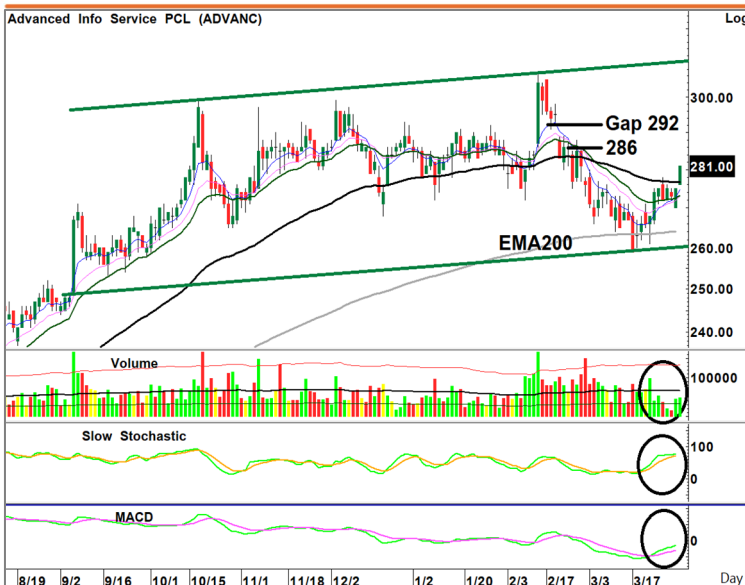 Advanced Info Service PCL (ADVANC) Log
300.00
Gap 292
286
281.00
EMA200
260.00
250.00
240.00
Volume
100000
Slow Stochastic
100
0
MACD
0
8/19 9/2 9/16 10/1 10/15 11/1 11/18 12/2 1/2 1/20 2/3 2/17 3/3 3/17 Day